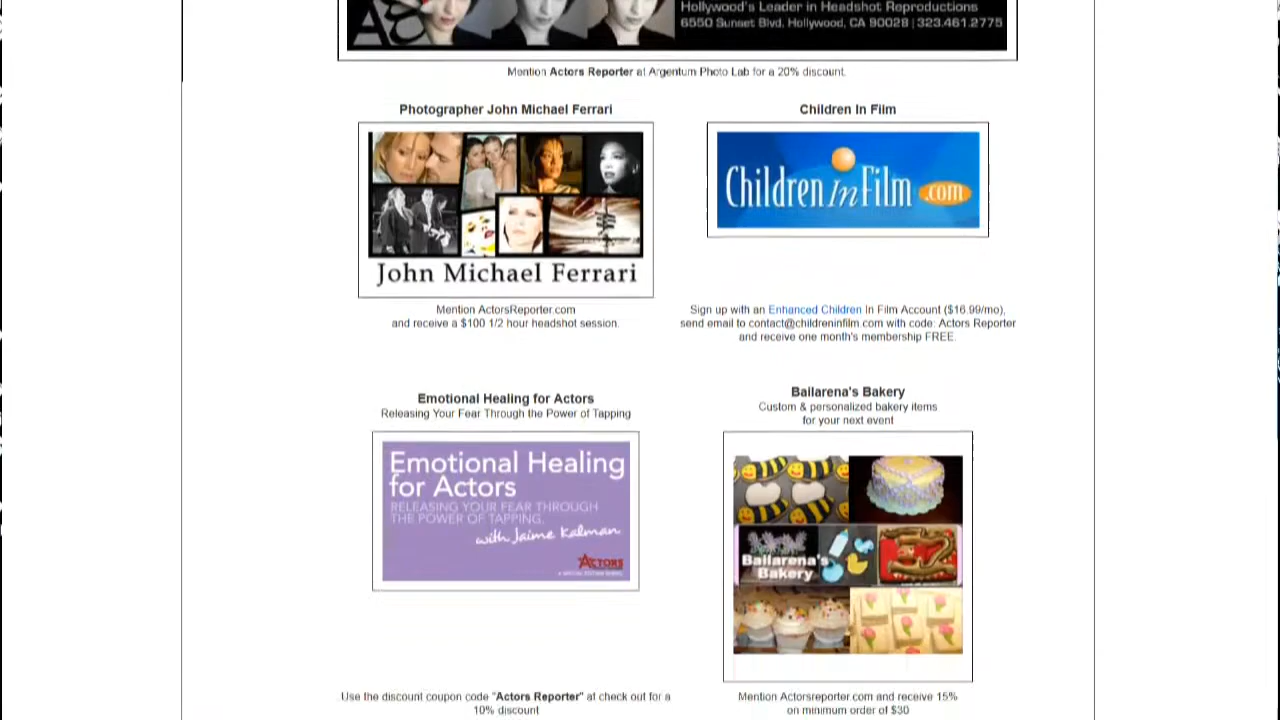 Hollywood's Leader in Headshot Reproductions
6550 Sunset Blvd. Hollywood, CA 90028 | 323.461.2775
Mention Actors Reporter at Argentum Photo Lab for a 20% discount.
Photographer John Michael Ferrari
John Michael Ferrari
Mention ActorsReporter.com
and receive a $100 1/2 hour headshot session.
Children In Film
ChildrenInFilm.com
Sign up with an Enhanced Children In Film Account ($16.99/mo),
send email to contact@childreninfilm.com with code: Actors Reporter
and receive one month's membership FREE.
Emotional Healing for Actors
Releasing Your Fear Through the Power of Tapping
Emotional Healing
for Actors
RELEASING YOUR FEAR THROUGH
THE POWER OF TAPPING.
with Jaime Kalman
ACTORS
Use the discount coupon code "Actors Reporter" at check out for a
10% discount
Bailarena's Bakery
Custom & personalized bakery items
for your next event
Bailarena's
Bakery
Mention Actorsreporter.com and receive 15%
on minimum order of $30